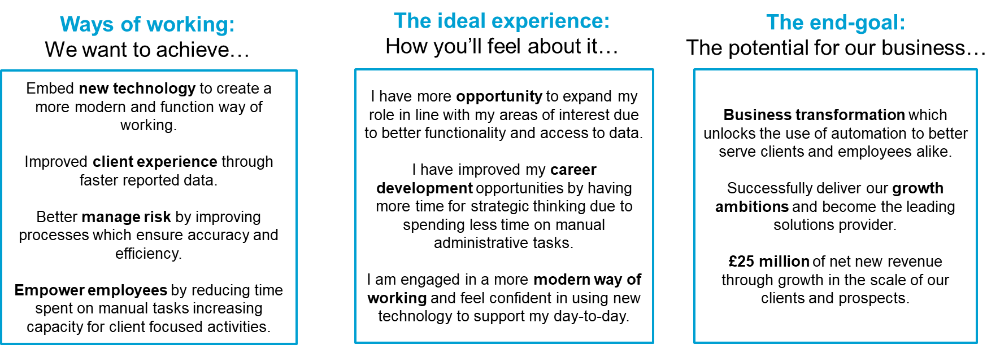 Ways of working:
We want to achieve…
Embed new technology to create a
more modern and function way of
working.
Improved client experience through
faster reported data.
Better manage risk by improving
processes which ensure accuracy and
efficiency.
Empower employees by reducing time
spent on manual tasks increasing
capacity for client focused activities.
The ideal experience:
How you’ll feel about it…
I have more opportunity to expand my
role in line with my areas of interest due
to better functionality and access to data.
I have improved my career
development opportunities by having
more time for strategic thinking due to
spending less time on manual
administrative tasks.
I am engaged in a more modern way of
working and feel confident in using new
technology to support my day-to-day.
The end-goal:
The potential for our business…
Business transformation which
unlocks the use of automation to better
serve clients and employees alike.
Successfully deliver our growth
ambitions and become the leading
solutions provider.
£25 million of net new revenue
through growth in the scale of our
clients and prospects.